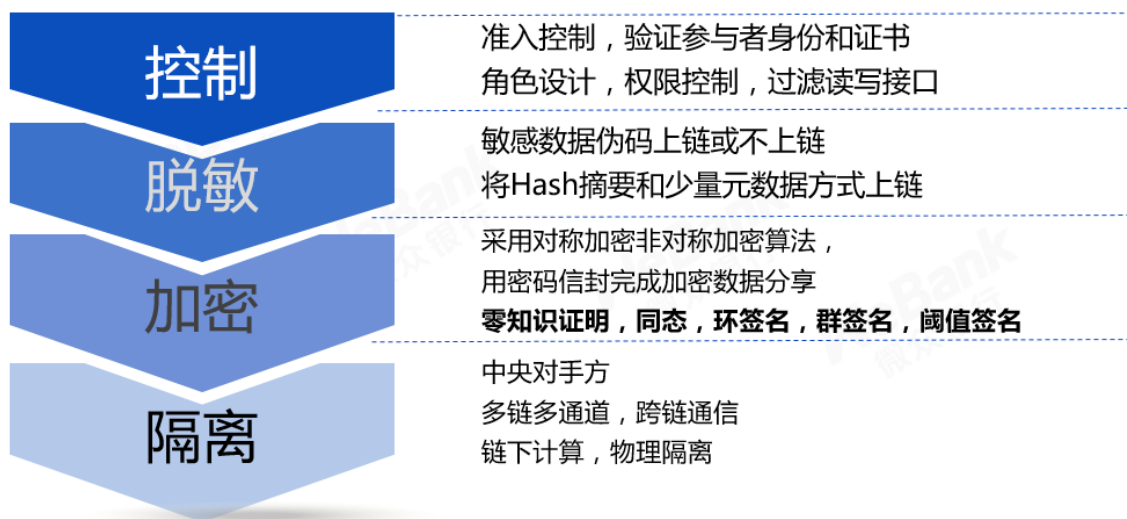 控制
准入控制，验证参与者身份和证书
角色设计，权限控制，过滤读写接口
脱敏
敏感数据伪码上链或不上链
将Hash摘要和少量元数据方式上链
加密
采用对称加密非对称加密算法，
用密码信封完成加密数据分享
零知识证明，同态，环签名，群签名，阈值签名
隔离
中央对手方
多链多通道，跨链通信
链下计算，物理隔离
WeBank
微众银行